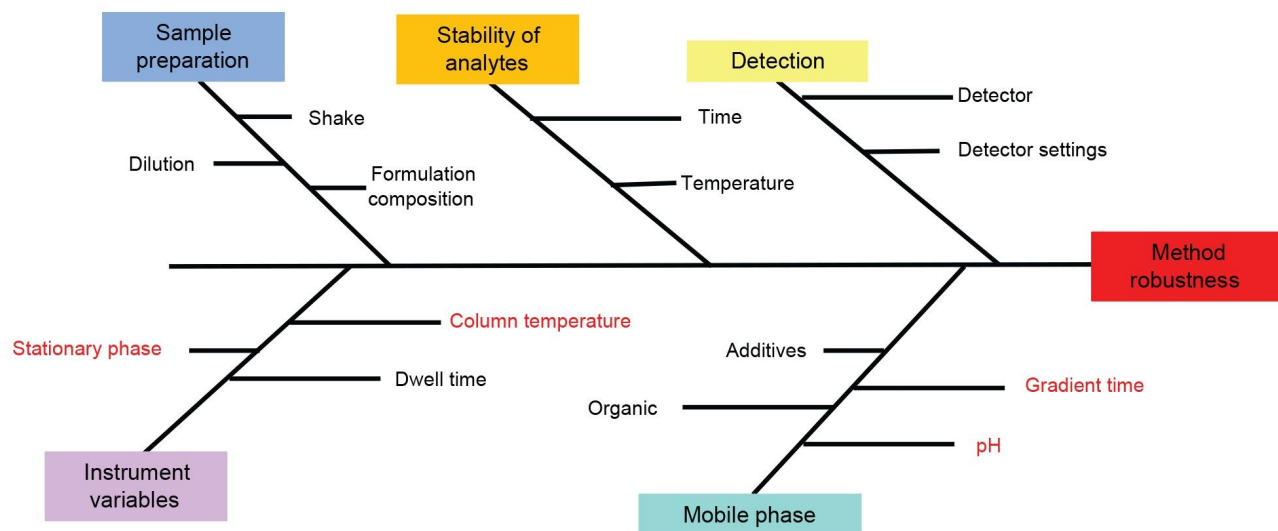 Sample
preparation
Stability of
analytes
Detection
Shake
Dilution
Formulation
composition
Time
Temperature
Detector
Detector settings
Method
robustness
Stationary phase
Column temperature
Dwell time
Instrument
variables
Additives
Gradient time
Organic
pH
Mobile phase